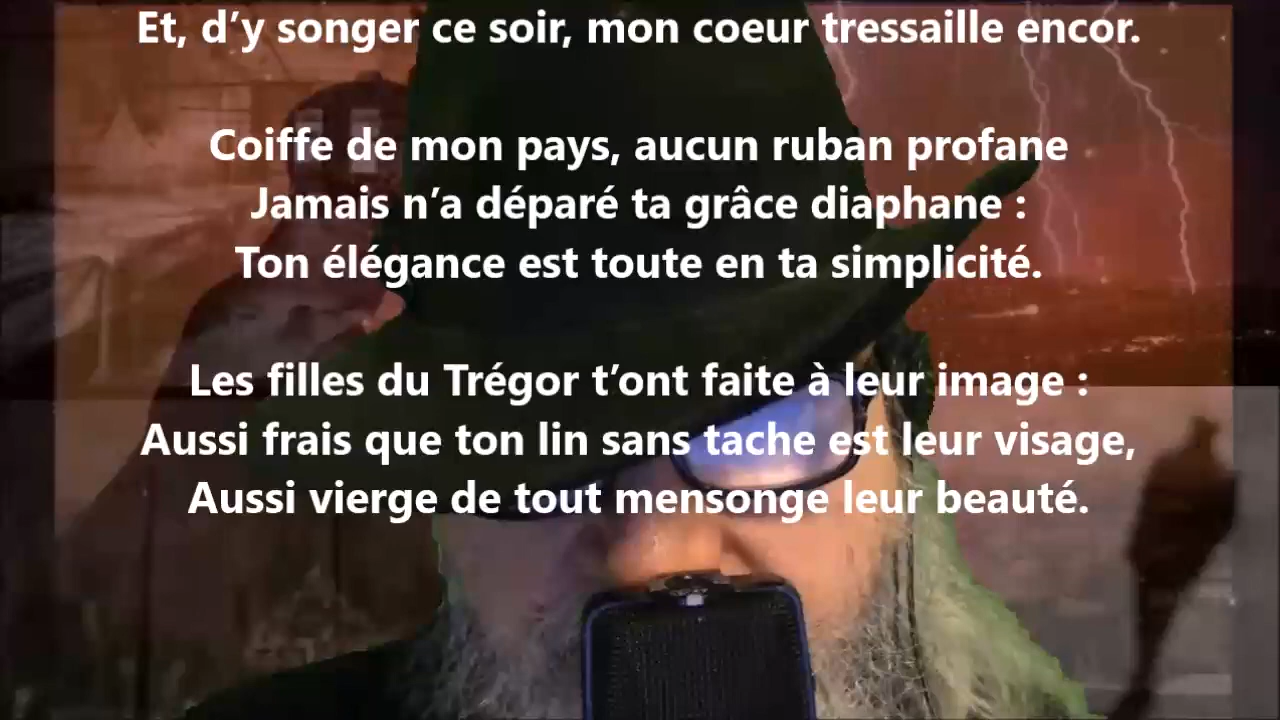 Et, d’y songer ce soir, mon coeur tressaille encor.
Coiffe de mon pays, aucun ruban profane
Jamais n’a déparé ta grâce diaphane :
Ton élégance est toute en ta simplicité.
Les filles du Trégor t’ont faite à leur image :
Aussi frais que ton lin sans tache est leur visage,
Aussi vierge de tout mensonge leur beauté.